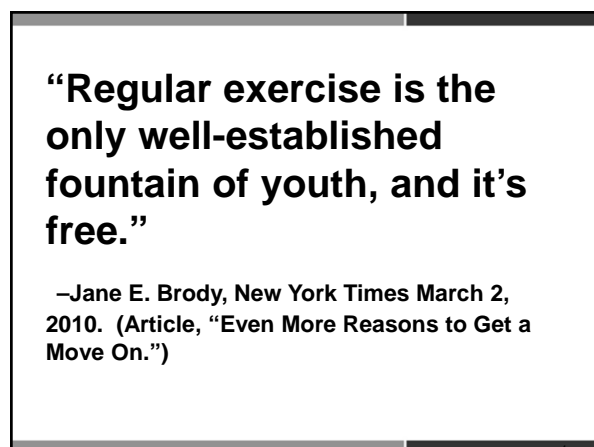 “Regular exercise is the
only well-established
fountain of youth, and it’s
free.”
–Jane E. Brody, New York Times March 2,
2010.  (Article, “Even More Reasons to Get a
Move On.”)